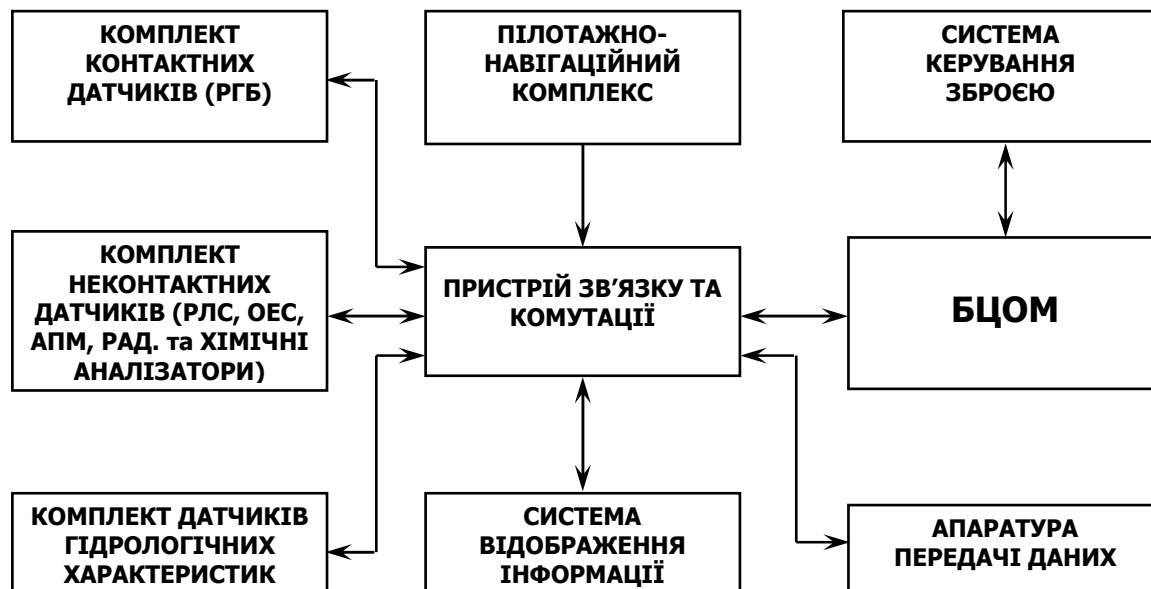 КОМПЛЕКТ
КОНТАКТНИХ
ДАТЧИКІВ (РГБ)
ПІЛОТАЖНО-
НАВІГАЦІЙНИЙ
КОМПЛЕКС
СИСТЕМА
КЕРУВАННЯ
ЗБРОЄЮ
КОМПЛЕКТ
НЕКОНТАКТНИХ
ДАТЧИКІВ (РЛС, ОЕС,
АПМ, РАД. та ХІМІЧНІ
АНАЛІЗАТОРИ)
ПРИСТРІЙ ЗВ’ЯЗКУ ТА
КОМУТАЦІЇ
БЦОМ
КОМПЛЕКТ ДАТЧИКІВ
ГІДРОЛОГІЧНИХ
ХАРАКТЕРИСТИК
СИСТЕМА
ВІДОБРАЖЕННЯ
ІНФОРМАЦІЇ
АПАРАТУРА
ПЕРЕДАЧІ ДАНИХ